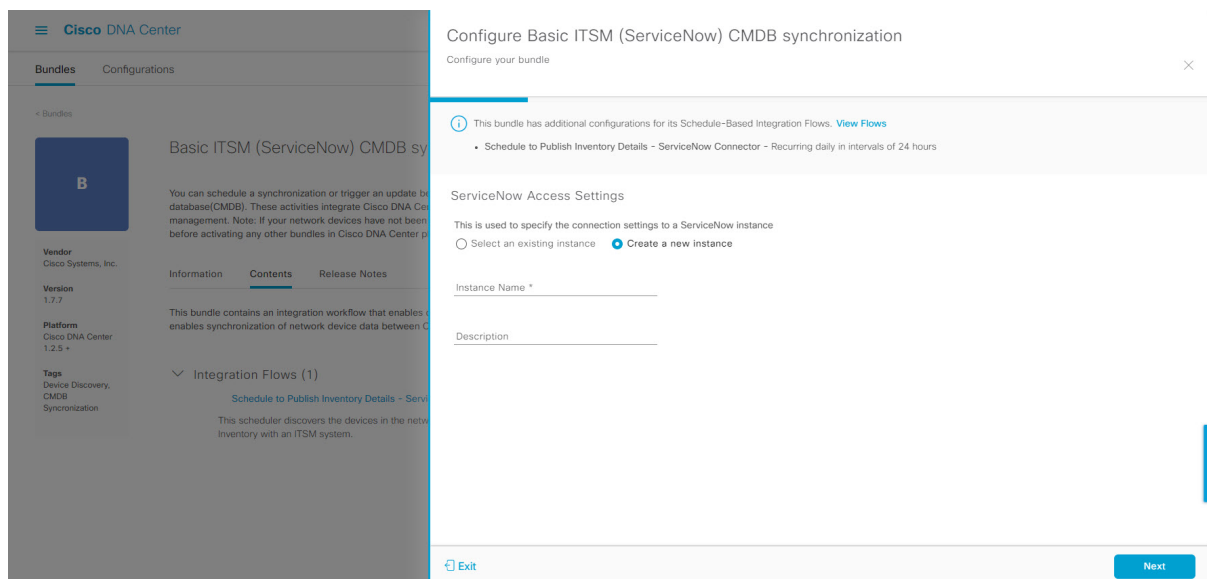 Cisco DNA Center
Bundles Configurations
< Bundles
B
Vendor
Cisco Systems, Inc.
Version
1.7.7
Platform
Cisco DNA Center
1.2.5 +
Tags
Device Discovery,
CMDB
Syncronization
Basic ITSM (ServiceNow) CMDB sy
You can schedule a synchronization or trigger an update be
database(CMDB). These activities integrate Cisco DNA Ce
management. Note: If your network devices have not been
before activating any other bundles in Cisco DNA Center p
Information Contents Release Notes
This bundle contains an integration workflow that enables
enables synchronization of network device data between C
Integration Flows (1)
Schedule to Publish Inventory Details - Servi
This scheduler discovers the devices in the netw
Inventory with an ITSM system.
Configure Basic ITSM (ServiceNow) CMDB synchronization
Configure your bundle
This bundle has additional configurations for its Schedule-Based Integration Flows. View Flows
• Schedule to Publish Inventory Details - ServiceNow Connector - Recurring daily in intervals of 24 hours
ServiceNow Access Settings
This is used to specify the connection settings to a ServiceNow instance
Select an existing instance Create a new instance
Instance Name *
Description
Exit
Next